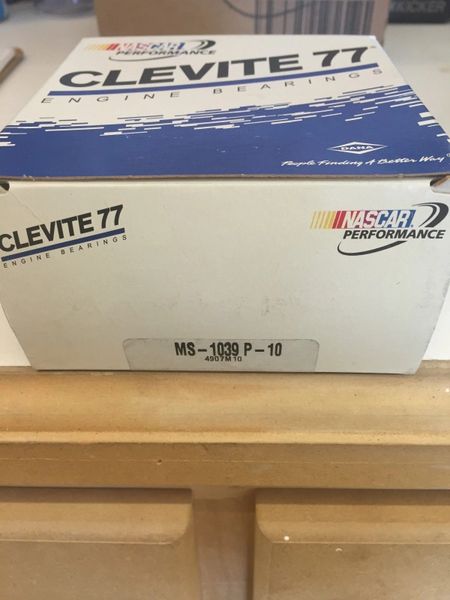 KICKER
NASCAR
PERFORMANCE
CLEVITE 77
ENGINE BEARINGS
DANA
People Finding A Better Way
CLEVITE 77
ENGINE BEARINGS
NASCAR
PERFORMANCE
MS-1039 P-10
4907M10